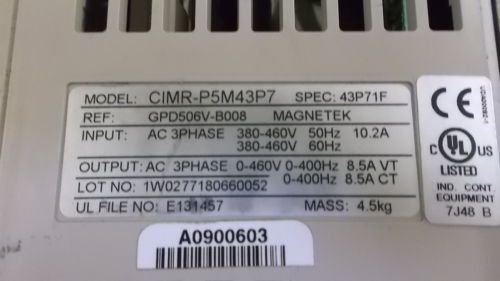 MODEL: CIMR-P5M43P7 SPEC: 43P71F
REF: GPD506V-B008 MAGNETEK
INPUT: AC 3PHASE 380-460V 50Hz 10.2A
380-460V 60Hz
OUTPUT: AC 3PHASE 0-460V 0-400Hz 8.5A VT
LOT NO: 1W0277180660052 0-400Hz 8.5A CT
UL FILE NO: E131457 MASS: 4.5kg
A0900603
CE
C UL US
LISTED
IND. CONT.
EQUIPMENT
7J48 B